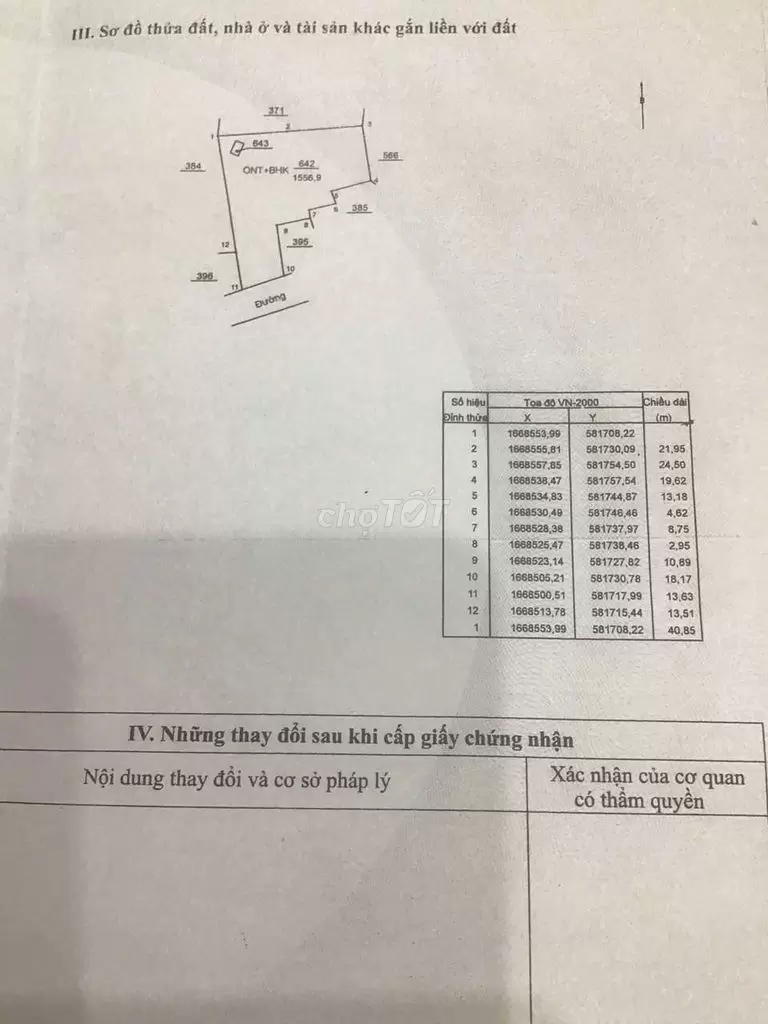 III. Sơ đồ thửa đất, nhà ở và tài sản khác gắn liền với đất
371
1 2 3
643
384
ONT+BHK 642
1556,9
566
4
5
6 385
7
8
9
395
12
396
10
11
Đường
Số hiệu Toạ độ VN-2000 Chiều dài
Đỉnh thửa X Y (m)
1 1668553,99 581708,22
2 1668555,81 581730,09 21,95
3 1668557,85 581754,50 24,50
4 1668538,47 581757,54 19,62
5 1668534,83 581744,87 13,18
6 1668530,49 581746,46 4,62
7 1668528,38 581737,97 8,75
8 1668525,47 581738,46 2,95
9 1668523,14 581727,82 10,89
10 1668505,21 581730,78 18,17
11 1668500,51 581717,99 13,63
12 1668513,78 581715,44 13,51
1 1668553,99 581708,22 40,85
chợTỐT
IV. Những thay đổi sau khi cấp giấy chứng nhận
Nội dung thay đổi và cơ sở pháp lý
Xác nhận của cơ quan
có thẩm quyền